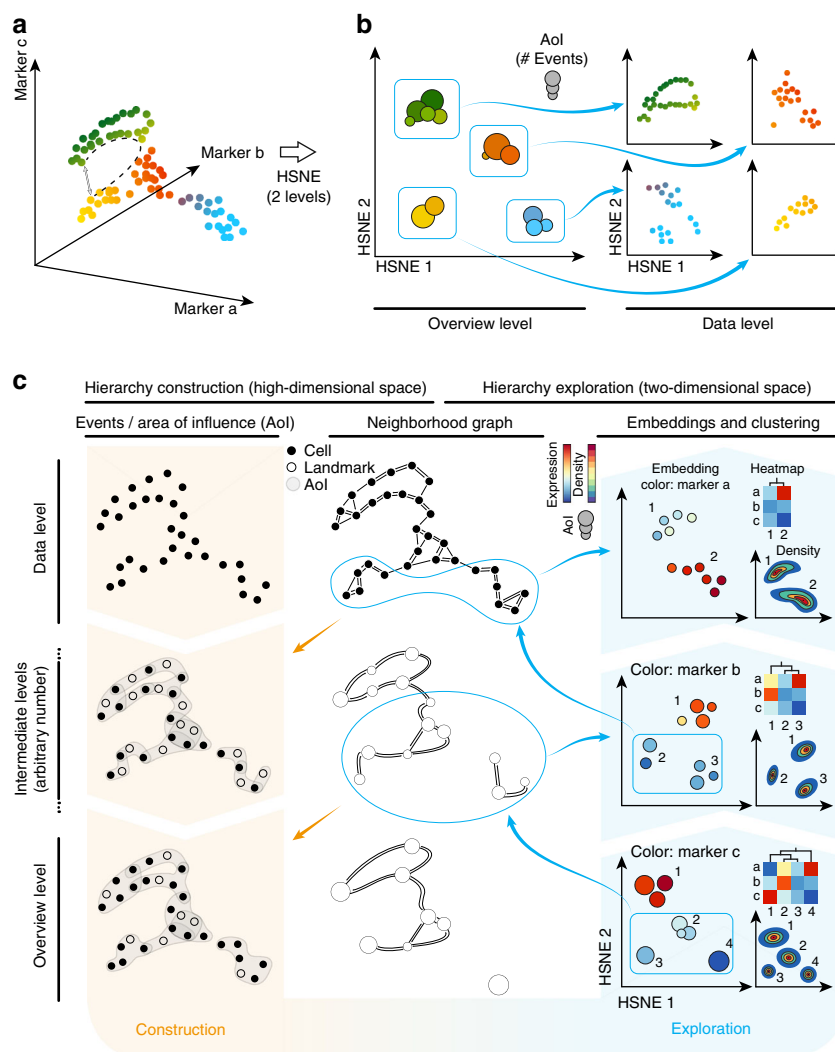 a
Marker c
Marker b
Marker a
HSNE
(2 levels)
b
AoI
(# Events)
HSNE 2
HSNE 1
HSNE 2
HSNE 1
Overview level
Data level
c
Hierarchy construction (high-dimensional space)
Hierarchy exploration (two-dimensional space)
Events / area of influence (AoI)
Neighborhood graph
Embeddings and clustering
Cell
Landmark
AoI
Expression
Density
AoI
Data level
Embedding
color: marker a
1
2
Heatmap
a
b
c
1 2
Density
1
2
Intermediate levels
(arbitrary number)
Color: marker b
1
2
3
a
b
c
1 2 3
1
2
3
Overview level
Color: marker c
1
2
3
4
HSNE 2
HSNE 1
a
b
c
1 2 3 4
1
2
3
4
Construction
Exploration